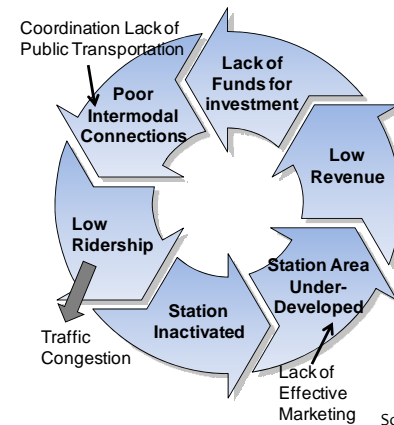 Coordination Lack of
Public Transportation
Lack of
Funds for
investment
Poor
Intermodal
Connections
Low
Revenue
Low
Ridership
Station Area
Under-
Developed
Station
Inactivated
Traffic
Congestion
Lack of
Effective
Marketing